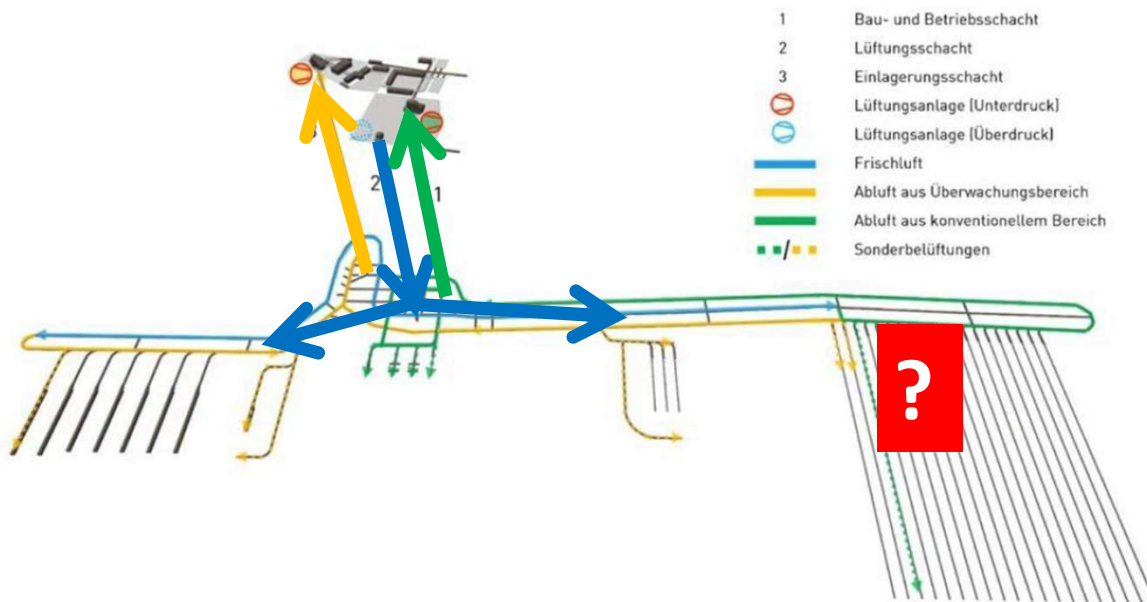 1 Bau- und Betriebsschacht
2 Lüftungsschacht
3 Einlagerungsschacht
Lüftungsanlage (Unterdruck)
Lüftungsanlage (Überdruck)
Frischluft
Abluft aus Überwachungsbereich
Abluft aus konventionellem Bereich
/ Sonderbelüftungen
2
1
?